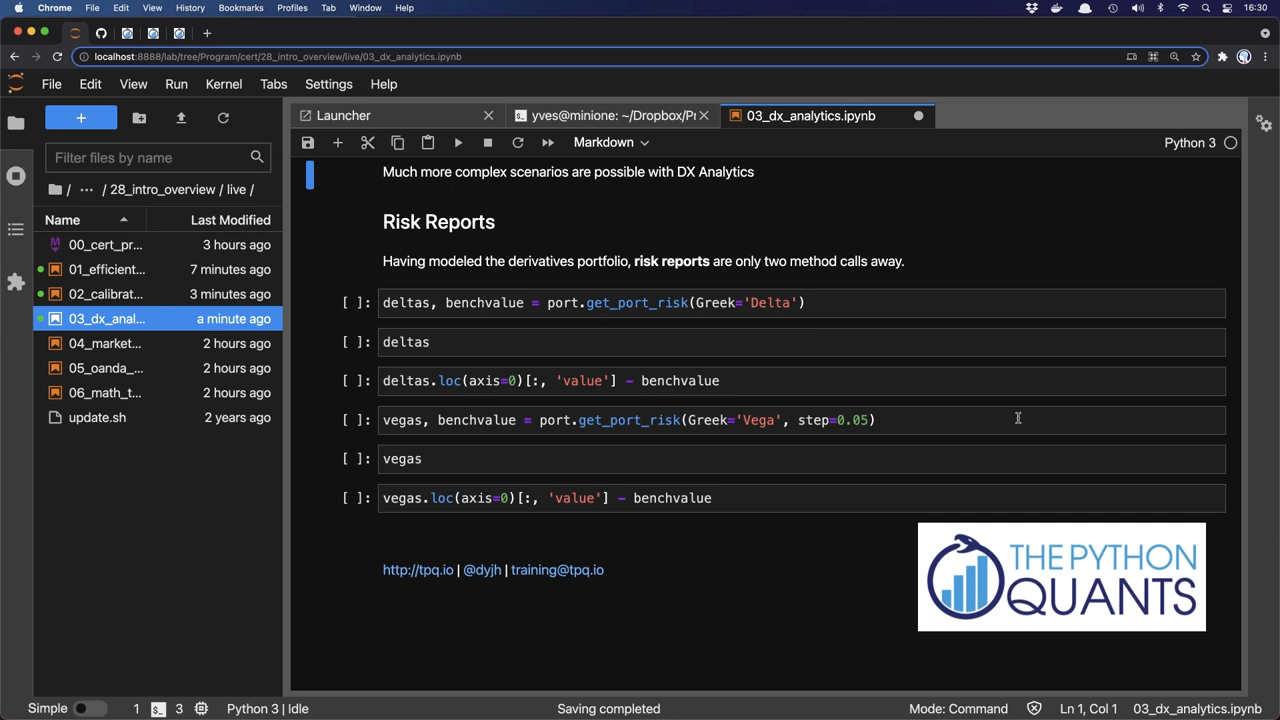 Chrome File Edit View History Bookmarks Profiles Tab Window Help 16:30
localhost:8888/lab/tree/Program/cert/28_intro_overview/live/03_dx_analytics.ipynb
File Edit View Run Kernel Tabs Settings Help
Launcher
yves@minione: ~/Dropbox/Pr
03_dx_analytics.ipynb
Markdown
Python 3
Filter files by name
/ ··· / 28_intro_overview / live /
Name Last Modified
00_cert_pr... 3 hours ago
01_efficient... 7 minutes ago
02_calibrat... 3 minutes ago
03_dx_anal... a minute ago
04_market... 2 hours ago
05_oanda_... 2 hours ago
06_math_t... 2 hours ago
update.sh 2 years ago
Much more complex scenarios are possible with DX Analytics
Risk Reports
Having modeled the derivatives portfolio, risk reports are only two method calls away.
[ ]: deltas, benchvalue = port.get_port_risk(Greek='Delta')
[ ]: deltas
[ ]: deltas.loc(axis=0)[:, 'value'] - benchvalue
[ ]: vegas, benchvalue = port.get_port_risk(Greek='Vega', step=0.05)
[ ]: vegas
[ ]: vegas.loc(axis=0)[:, 'value'] - benchvalue
http://tpq.io | @dyjh | training@tpq.io
THE PYTHON
QUANTS
Simple 1 3 Python 3 | Idle Saving completed Mode: Command Ln 1, Col 1 03_dx_analytics.ipynb